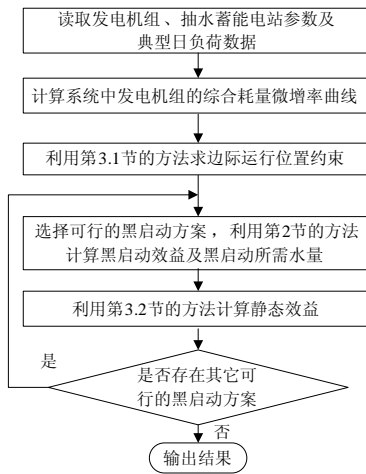 读取发电机组、抽水蓄能电站参数及
典型日负荷数据
计算系统中发电机组的综合耗量微增率曲线
利用第3.1节的方法求边际运行位置约束
选择可行的黑启动方案，利用第2节的方法
计算黑启动效益及黑启动所需水量
利用第3.2节的方法计算静态效益
是
是否存在其它可
行的黑启动方案
否
输出结果